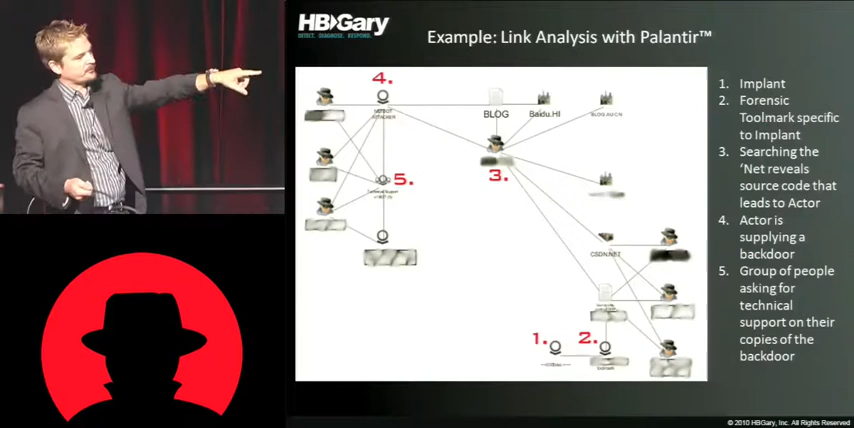 HBGary
DETECT. DIAGNOSE. RESPOND.
Example: Link Analysis with Palantir™
4.
BLOG
Baidu.HI
5.
3.
CSDN.NET
1.
2.
1. Implant
2. Forensic
Toolmark specific
to Implant
3. Searching the
‘Net reveals
source code that
leads to Actor
4. Actor is
supplying a
backdoor
5. Group of people
asking for
technical
support on their
copies of the
backdoor
© 2010 HBGary, Inc. All Rights Reserved